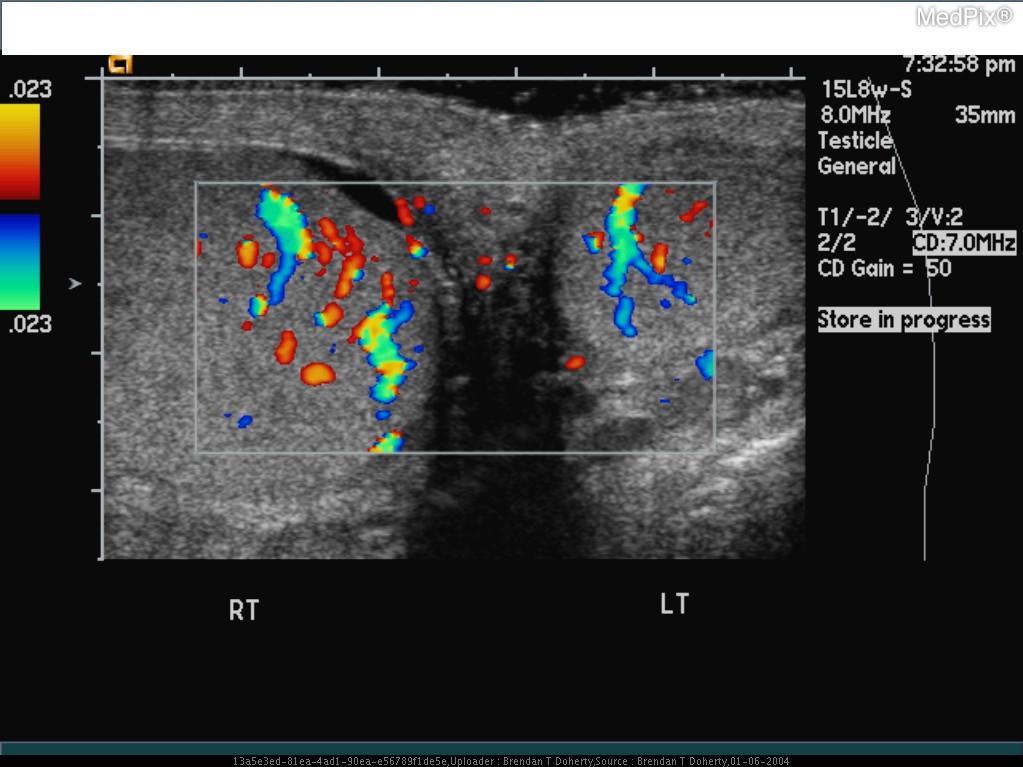 MedPix®
7:32:58 pm
.023
15L8w-S
8.0MHz 35mm
Testicle
General
T1/-2/ 3/V:2
2/2 CD:7.0MHz
CD Gain = 50
.023
Store in progress
RT LT
13a5e3ed-81ea-4ad1-90ea-e56789f1de5e,Uploader : Brendan T Doherty,Source : Brendan T Doherty,01-06-2004